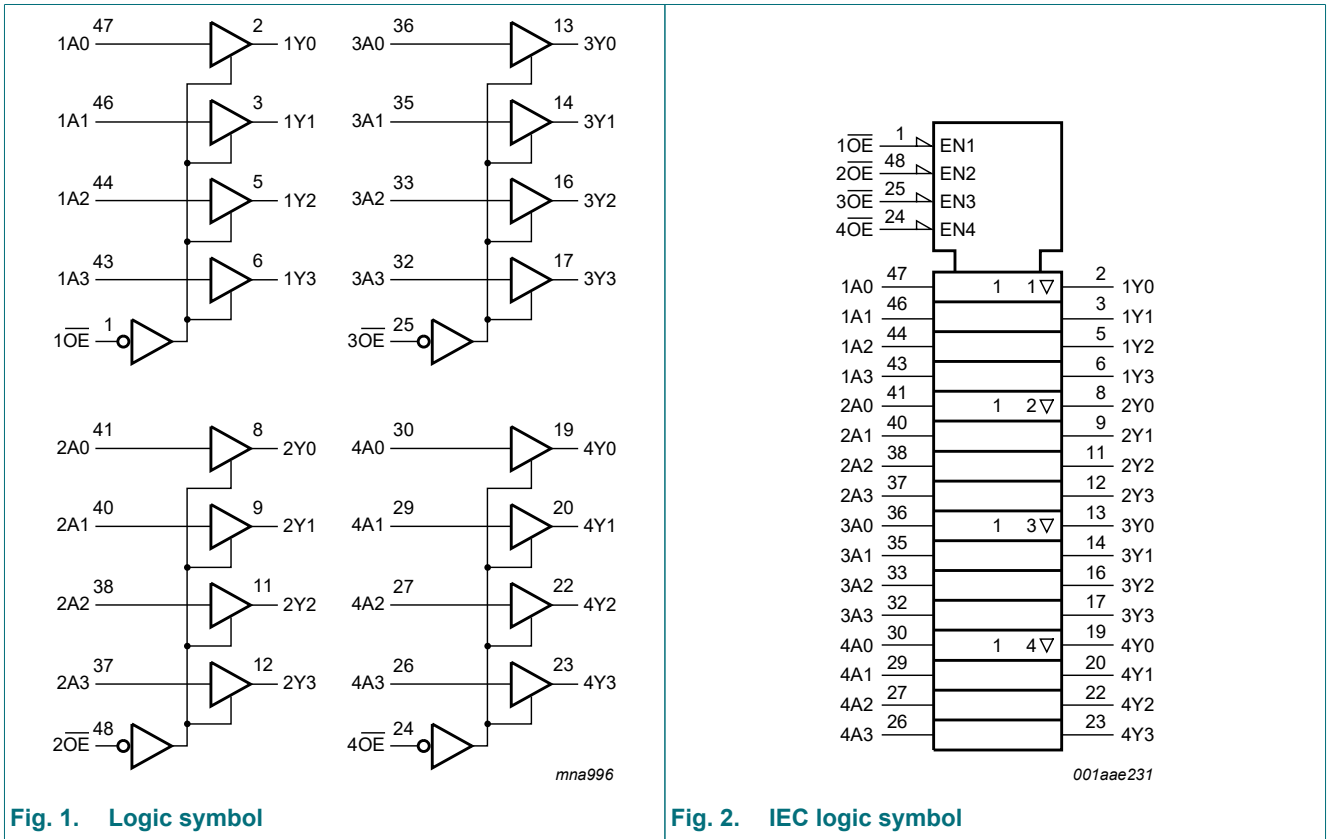 47 2
1A0 1Y0
46 3
1A1 1Y1
44 5
1A2 1Y2
43 6
1A3 1Y3
1
1OE
36 13
3A0 3Y0
35 14
3A1 3Y1
33 16
3A2 3Y2
32 17
3A3 3Y3
25
3OE
41 8
2A0 2Y0
40 9
2A1 2Y1
38 11
2A2 2Y2
37 12
2A3 2Y3
48
2OE
30 19
4A0 4Y0
29 20
4A1 4Y1
27 22
4A2 4Y2
26 23
4A3 4Y3
24
4OE
mna996
Fig. 1. Logic symbol
1OE 1 EN1
2OE 48 EN2
3OE 25 EN3
4OE 24 EN4
1A0 47 1 1▽ 2 1Y0
1A1 46 3 1Y1
1A2 44 5 1Y2
1A3 43 6 1Y3
2A0 41 1 2▽ 8 2Y0
2A1 40 9 2Y1
2A2 38 11 2Y2
2A3 37 12 2Y3
3A0 36 1 3▽ 13 3Y0
3A1 35 14 3Y1
3A2 33 16 3Y2
3A3 32 17 3Y3
4A0 30 1 4▽ 19 4Y0
4A1 29 20 4Y1
4A2 27 22 4Y2
4A3 26 23 4Y3
001aae231
Fig. 2. IEC logic symbol